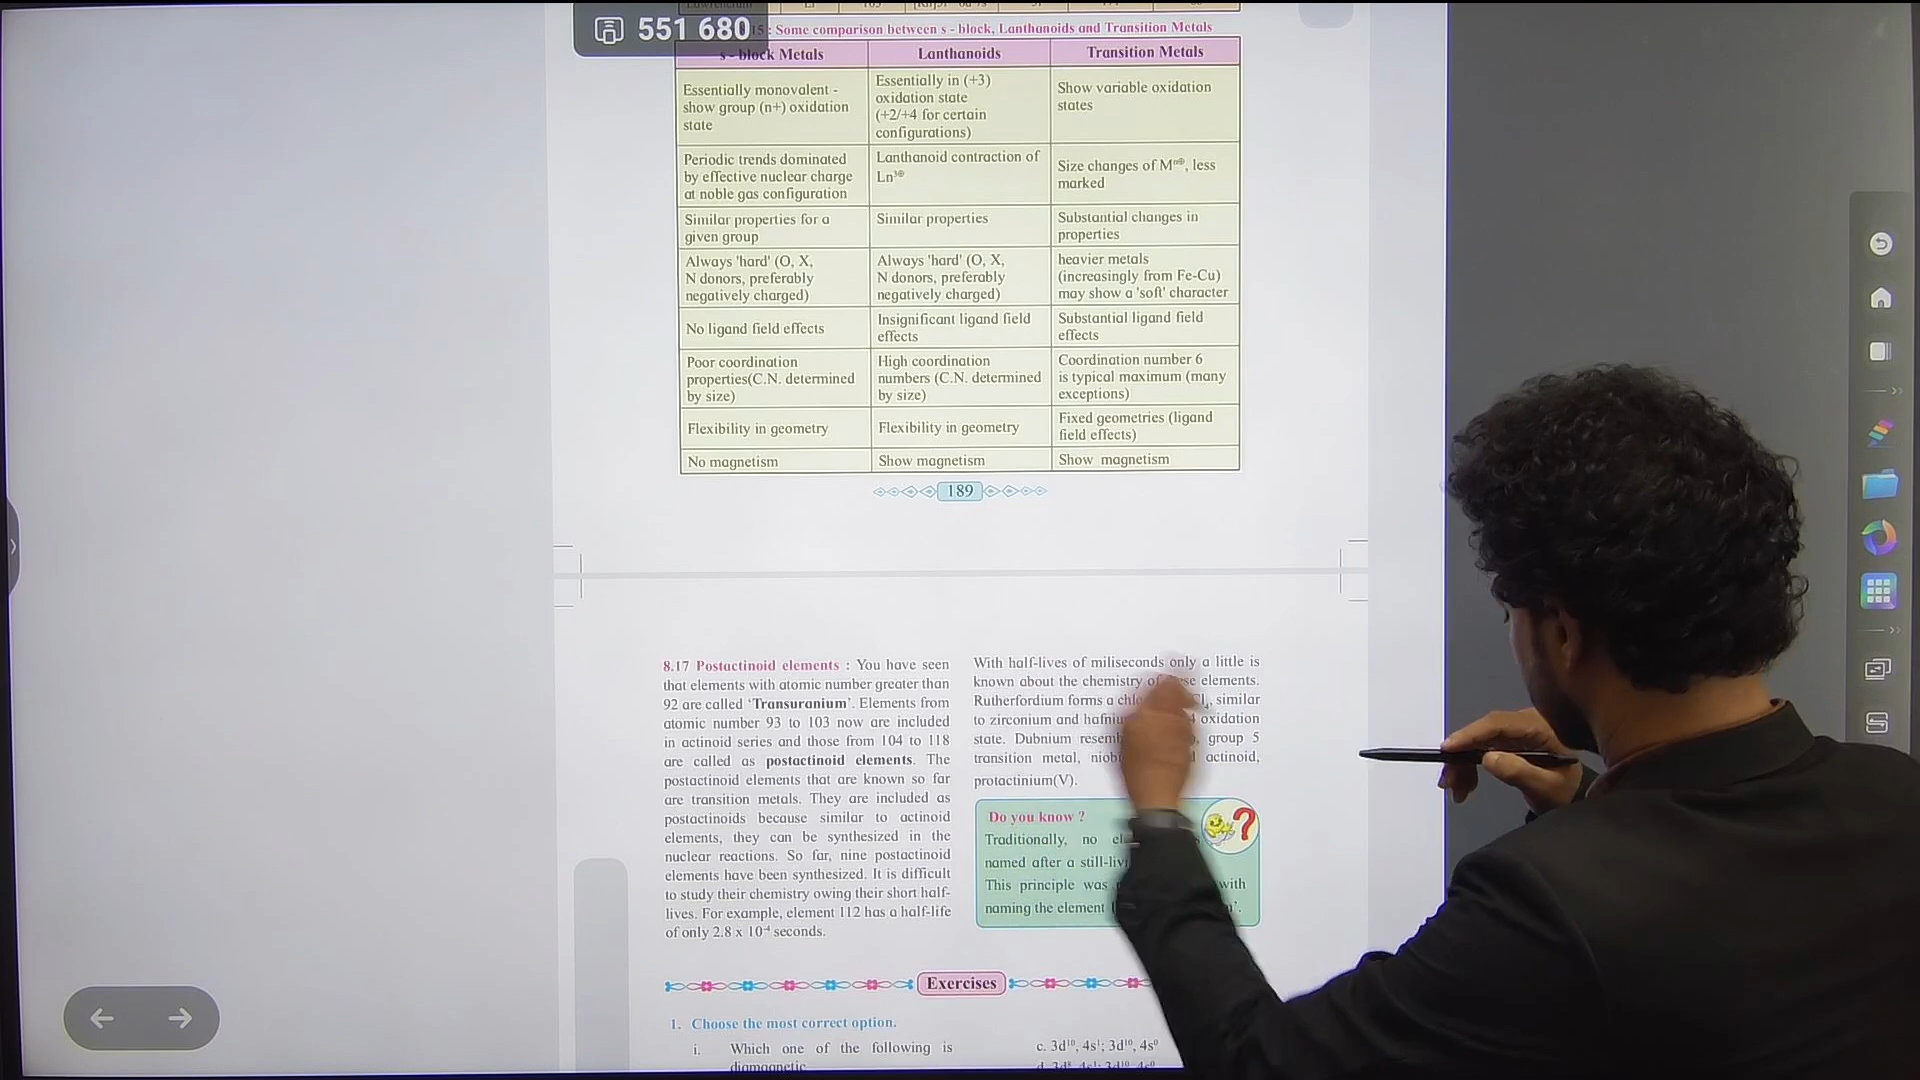 551 680
: Some comparison between s - block, Lanthanoids and Transition Metals
s - block Metals
Lanthanoids
Transition Metals
Essentially monovalent -
show group (n+) oxidation
state
Essentially in (+3)
oxidation state
(+2/+4 for certain
configurations)
Show variable oxidation
states
Periodic trends dominated
by effective nuclear charge
at noble gas configuration
Lanthanoid contraction of
Ln³⊕
Size changes of Mⁿ⊕, less
marked
Similar properties for a
given group
Similar properties
Substantial changes in
properties
Always 'hard' (O, X,
N donors, preferably
negatively charged)
Always 'hard' (O, X,
N donors, preferably
negatively charged)
heavier metals
(increasingly from Fe-Cu)
may show a 'soft' character
No ligand field effects
Insignificant ligand field
effects
Substantial ligand field
effects
Poor coordination
properties(C.N. determined
by size)
High coordination
numbers (C.N. determined
by size)
Coordination number 6
is typical maximum (many
exceptions)
Flexibility in geometry
Flexibility in geometry
Fixed geometries (ligand
field effects)
No magnetism
Show magnetism
Show magnetism
189
8.17 Postactinoid elements : You have seen
that elements with atomic number greater than
92 are called ‘Transuranium’. Elements from
atomic number 93 to 103 now are included
in actinoid series and those from 104 to 118
are called as postactinoid elements. The
postactinoid elements that are known so far
are transition metals. They are included as
postactinoids because similar to actinoid
elements, they can be synthesized in the
nuclear reactions. So far, nine postactinoid
elements have been synthesized. It is difficult
to study their chemistry owing their short half-
lives. For example, element 112 has a half-life
of only 2.8 x 10⁻⁴ seconds.
With half-lives of miliseconds only a little is
known about the chemistry of elements.
Rutherfordium forms a similar
to zirconium and oxidation
state. Dubnium group 5
transition metal, actinoid,
protactinium(V).
Do you know ?
Traditionally, no
named after a
This principle was with
naming the element
Exercises
1. Choose the most correct option.
i. Which one of the following is
diamagnetic
c. 3d¹⁰, 4s¹; 3d¹⁰, 4s⁰